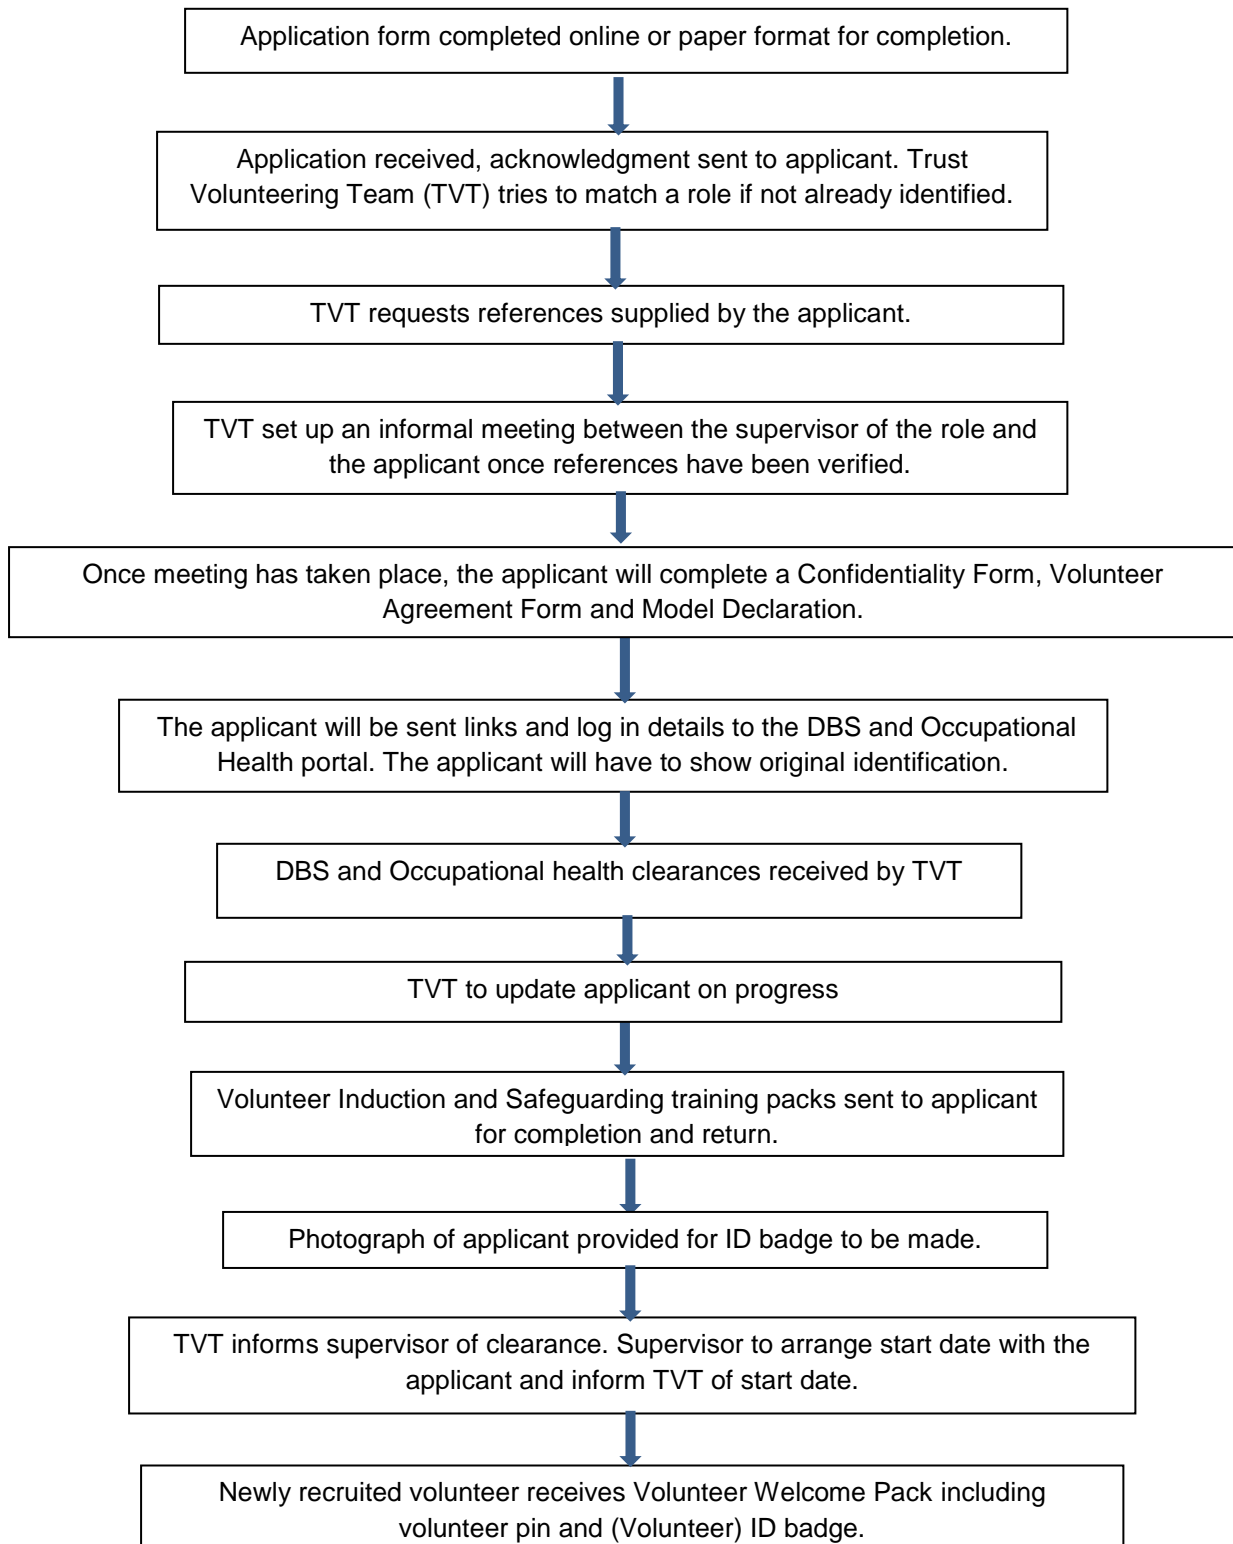 Application form completed online or paper format for completion.
Application received, acknowledgment sent to applicant. Trust
Volunteering Team (TVT) tries to match a role if not already identified.
TVT requests references supplied by the applicant.
TVT set up an informal meeting between the supervisor of the role and
the applicant once references have been verified.
Once meeting has taken place, the applicant will complete a Confidentiality Form, Volunteer
Agreement Form and Model Declaration.
The applicant will be sent links and log in details to the DBS and Occupational
Health portal. The applicant will have to show original identification.
DBS and Occupational health clearances received by TVT
TVT to update applicant on progress
Volunteer Induction and Safeguarding training packs sent to applicant
for completion and return.
Photograph of applicant provided for ID badge to be made.
TVT informs supervisor of clearance. Supervisor to arrange start date with the
applicant and inform TVT of start date.
Newly recruited volunteer receives Volunteer Welcome Pack including
volunteer pin and (Volunteer) ID badge.